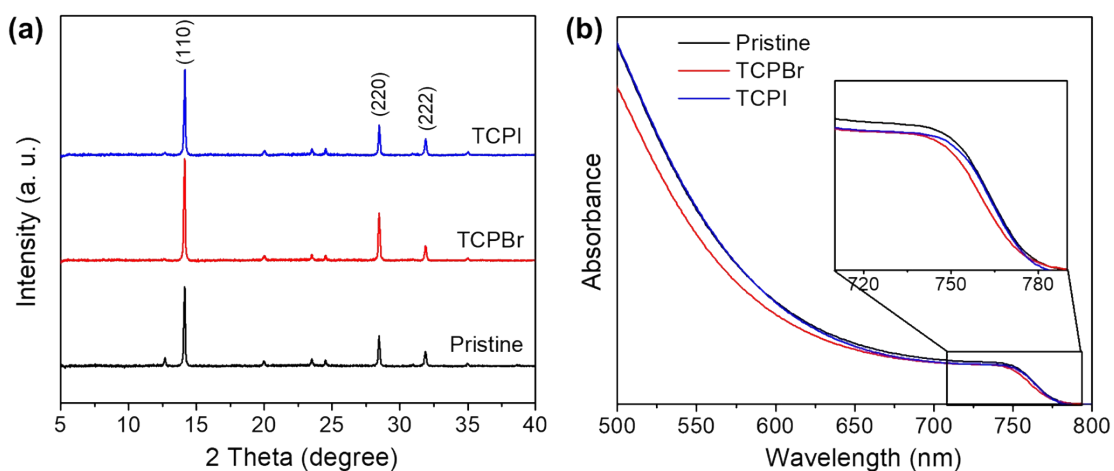 (a)
Intensity (a. u.)
(110)
(220)
(222)
TCPI
TCPBr
Pristine
5 10 15 20 25 30 35 40
2 Theta (degree)
(b)
Absorbance
Pristine
TCPBr
TCPI
720 750 780
500 550 600 650 700 750 800
Wavelength (nm)